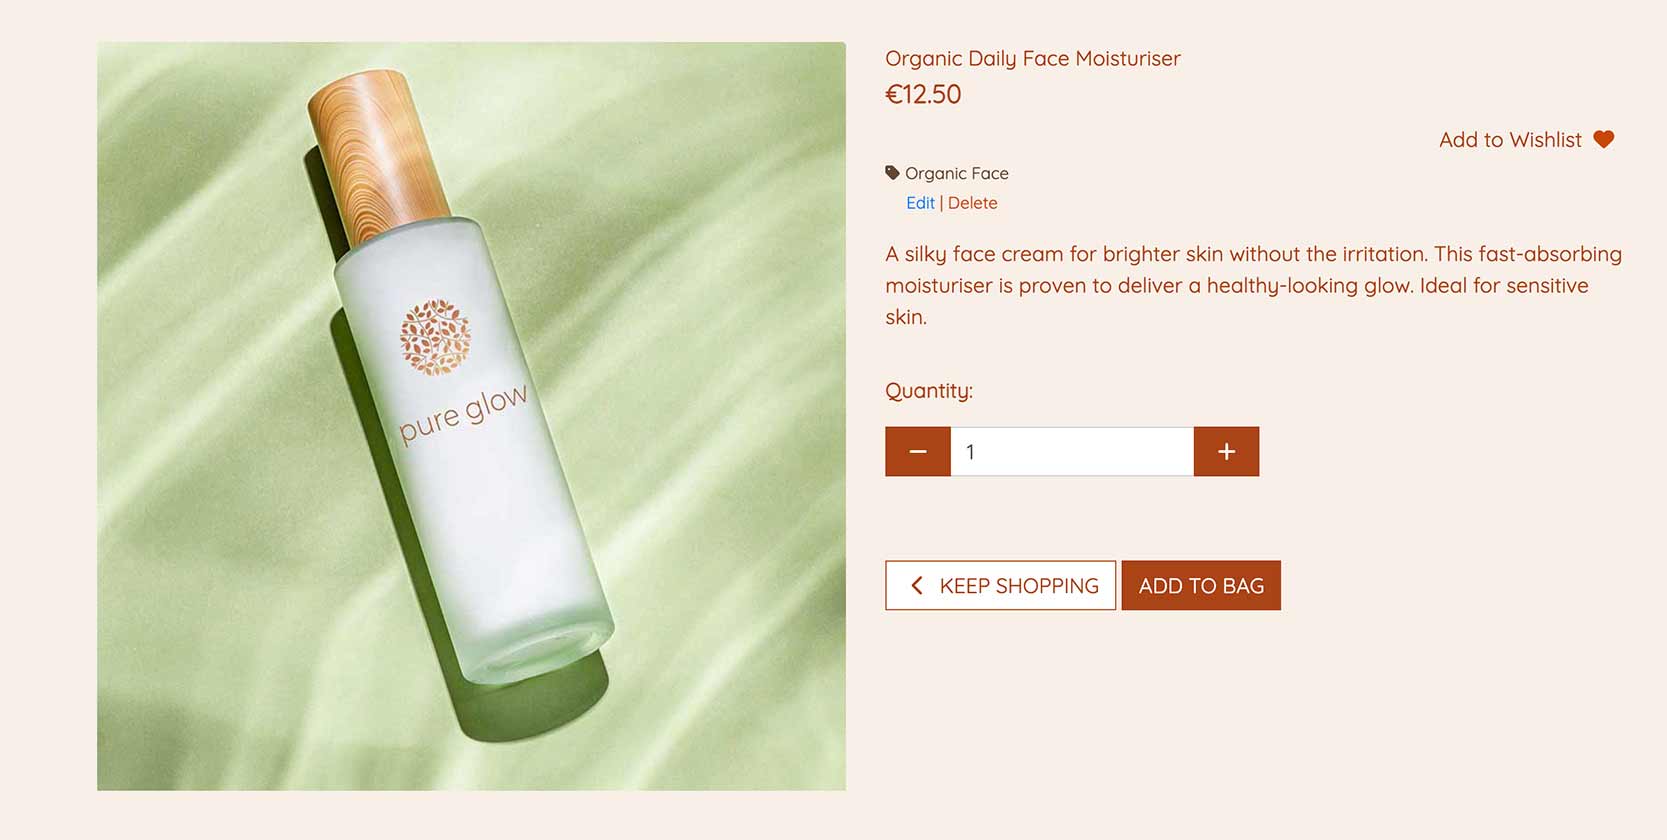 Organic Daily Face Moisturiser
€12.50
Add to Wishlist
Organic Face
Edit | Delete
A silky face cream for brighter skin without the irritation. This fast-absorbing
moisturiser is proven to deliver a healthy-looking glow. Ideal for sensitive
skin.
Quantity:
− 1 +
KEEP SHOPPING ADD TO BAG
pure glow